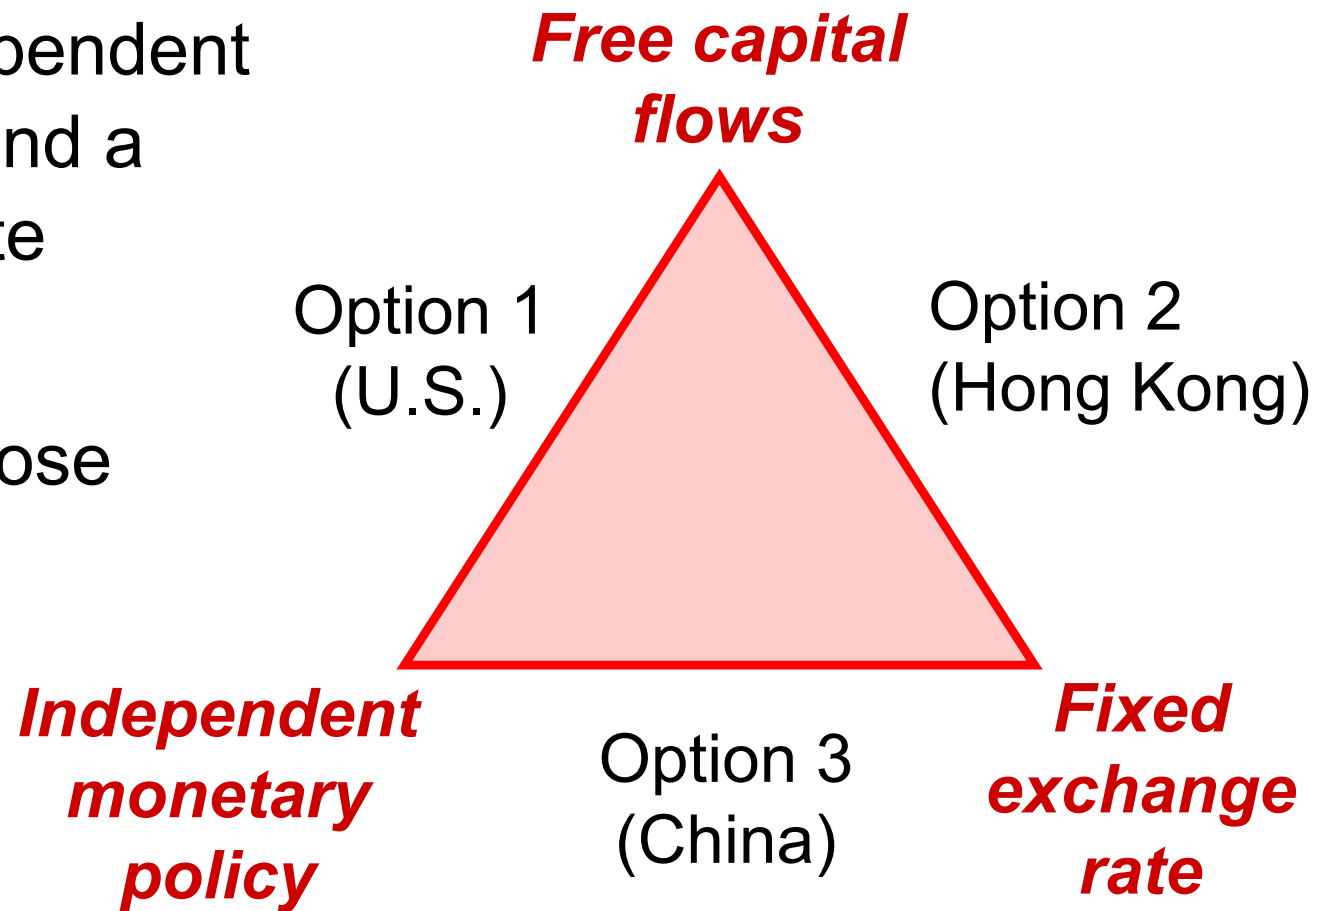 pendent
nd a
te
ose
Free capital
flows
Option 1
(U.S.)
Option 2
(Hong Kong)
Independent
monetary
policy
Option 3
(China)
Fixed
exchange
rate